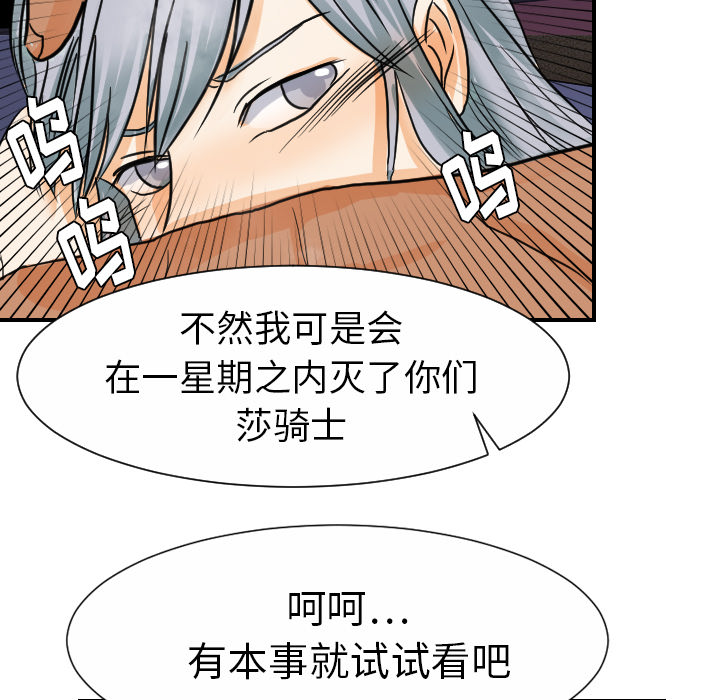 呜
呜
呜
不然我可是会
在一星期之内灭了你们
莎骑士
呵呵...
有本事就试试看吧